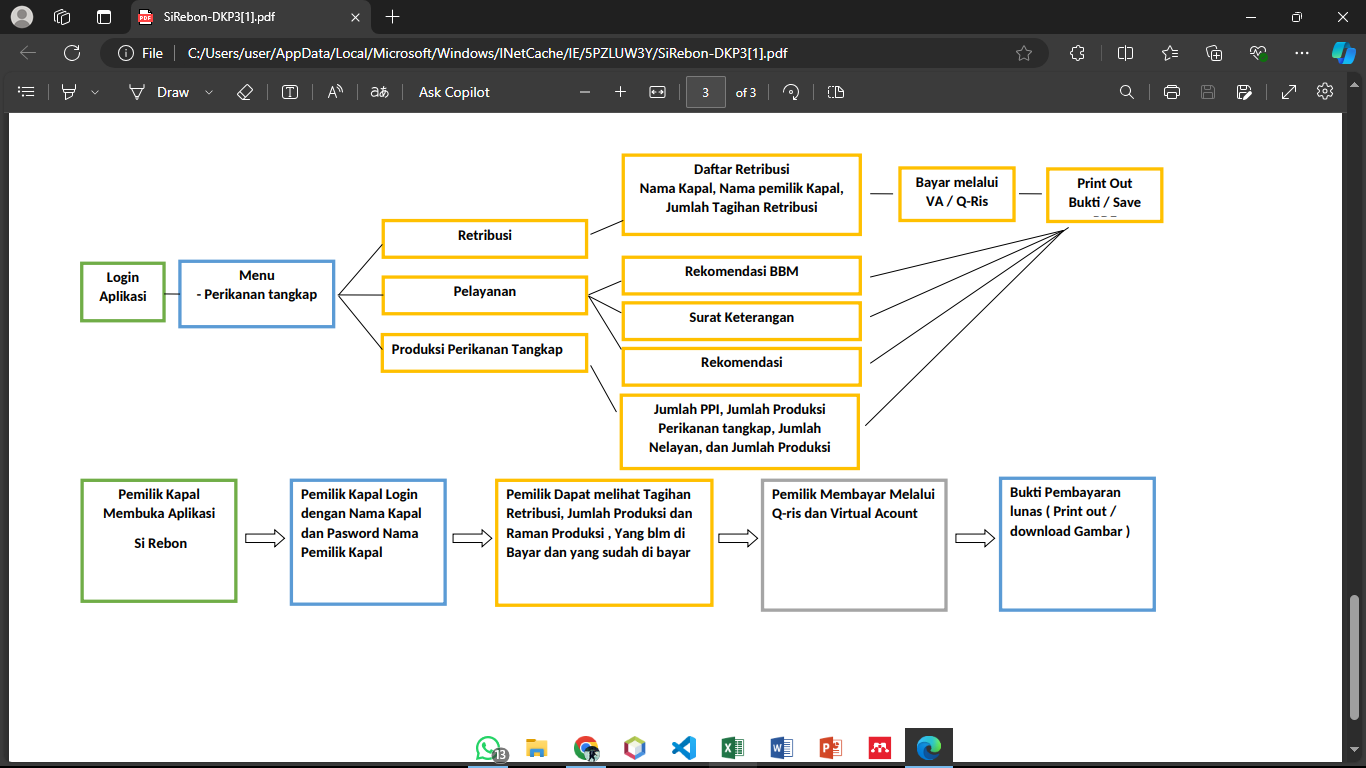 SiRebon-DKP3[1].pdf
File
C:/Users/user/AppData/Local/Microsoft/Windows/INetCache/IE/5PZLUW3Y/SiRebon-DKP3[1].pdf
Draw
Ask Copilot
3
of 3
Daftar Retribusi
Nama Kapal, Nama pemilik Kapal,
Jumlah Tagihan Retribusi
Bayar melalui
VA / Q-Ris
Print Out
Bukti / Save
Retribusi
Login
Aplikasi
Menu
- Perikanan tangkap
Pelayanan
Produksi Perikanan Tangkap
Rekomendasi BBM
Surat Keterangan
Rekomendasi
Jumlah PPI, Jumlah Produksi
Perikanan tangkap, Jumlah
Nelayan, dan Jumlah Produksi
Pemilik Kapal
Membuka Aplikasi
Si Rebon
Pemilik Kapal Login
dengan Nama Kapal
dan Pasword Nama
Pemilik Kapal
Pemilik Dapat melihat Tagihan
Retribusi, Jumlah Produksi dan
Raman Produksi , Yang blm di
Bayar dan yang sudah di bayar
Pemilik Membayar Melalui
Q-ris dan Virtual Acount
Bukti Pembayaran
lunas ( Print out /
download Gambar )
13